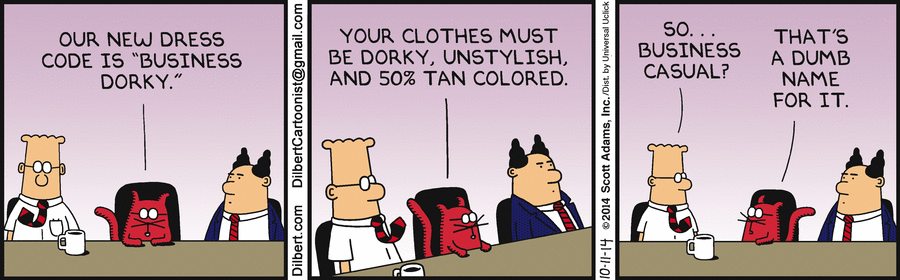 OUR NEW DRESS
CODE IS "BUSINESS
DORKY."
Dilbert.com DilbertCartoonist@gmail.com
YOUR CLOTHES MUST
BE DORKY, UNSTYLISH,
AND 50% TAN COLORED.
10-11-14 © 2014 Scott Adams, Inc. /Dist. by Universal Uclick
SO...
BUSINESS
CASUAL?
THAT'S
A DUMB
NAME
FOR IT.